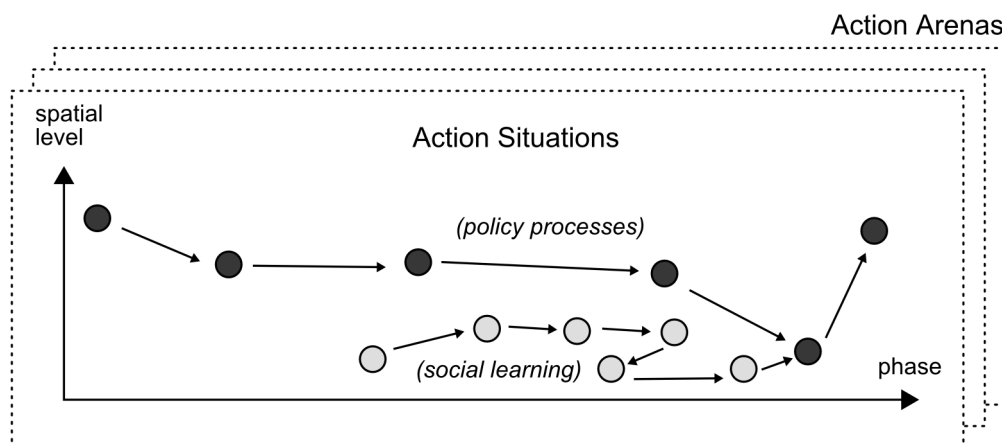 Action Arenas
spatial
level
Action Situations
(policy processes)
(social learning)
phase